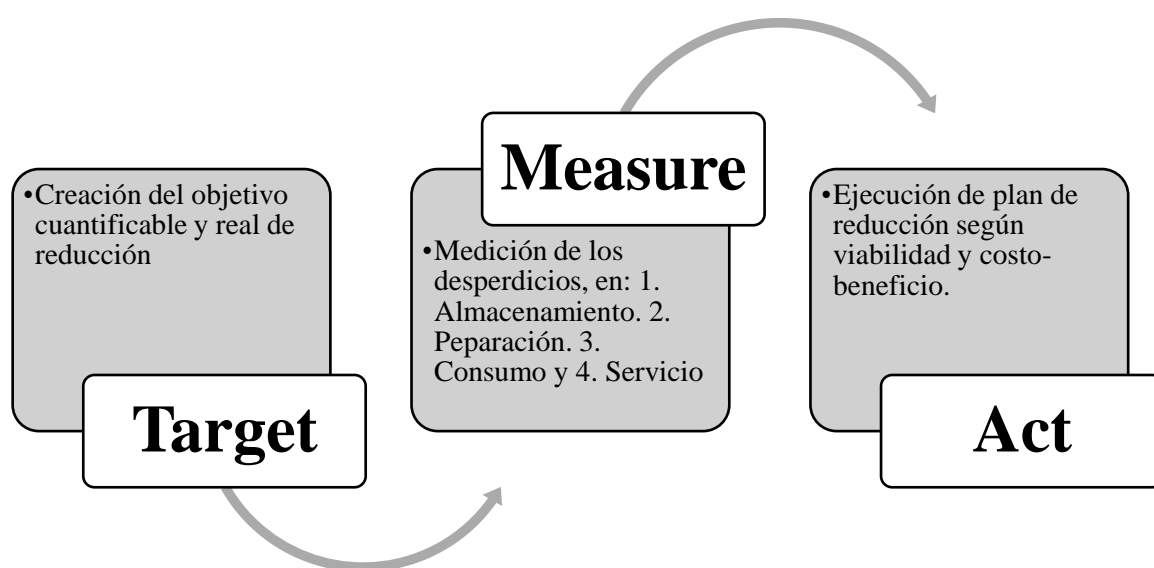 •Creación del objetivo
cuantificable y real de
reducción
Target
Measure
•Medición de los
desperdicios, en: 1.
Almacenamiento. 2.
Peparación. 3.
Consumo y 4. Servicio
•Ejecución de plan de
reducción según
viabilidad y costo-
beneficio.
Act